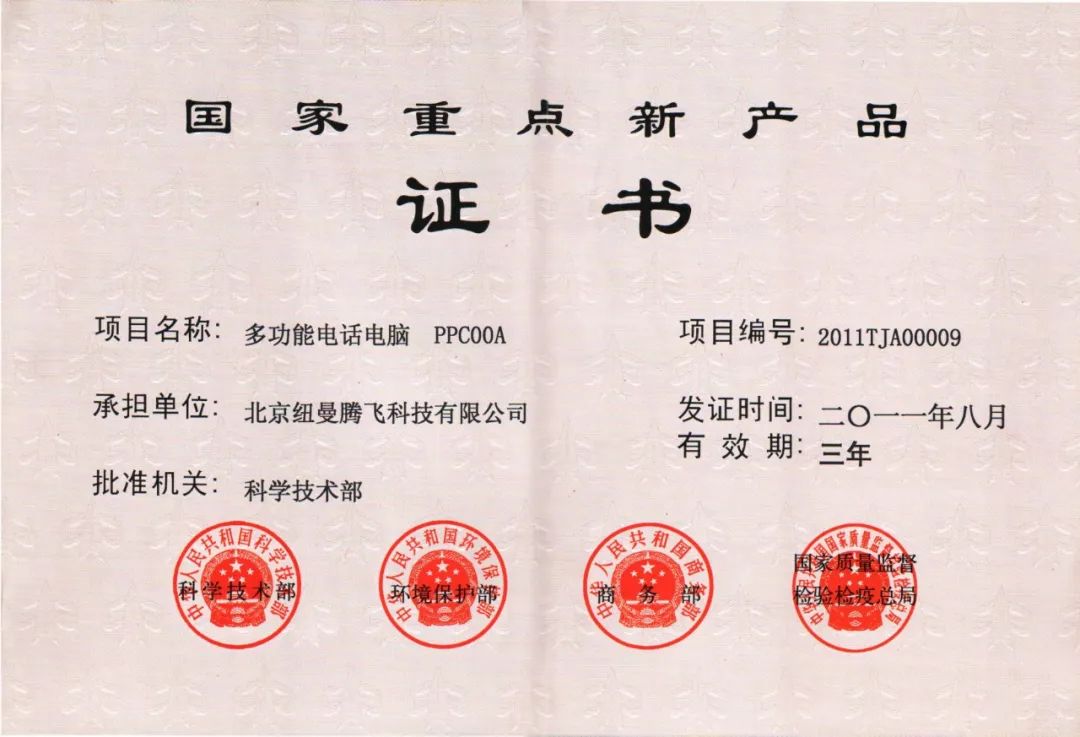 国家重点新产品
证书
项目名称: 多功能电话电脑 PPC00A
项目编号: 2011TJA00009
承担单位: 北京纽曼腾飞科技有限公司
发证时间: 二〇一一年八月
有效期: 三年
批准机关: 科学技术部
中华人民共和国科学技术部
科学技术部
中华人民共和国环境保护部
环境保护部
中华人民共和国商务部
商务部
国家质量监督
检验检疫总局